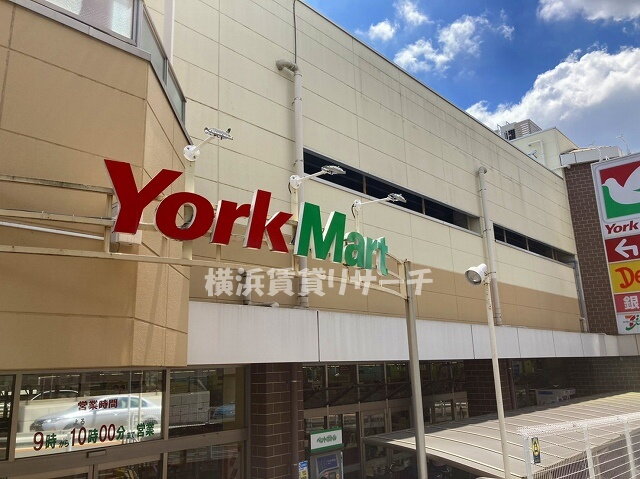 YorkMart
York
横浜賃貸リサーチ
De
銀
営業時間
9時から10時00分まで営業